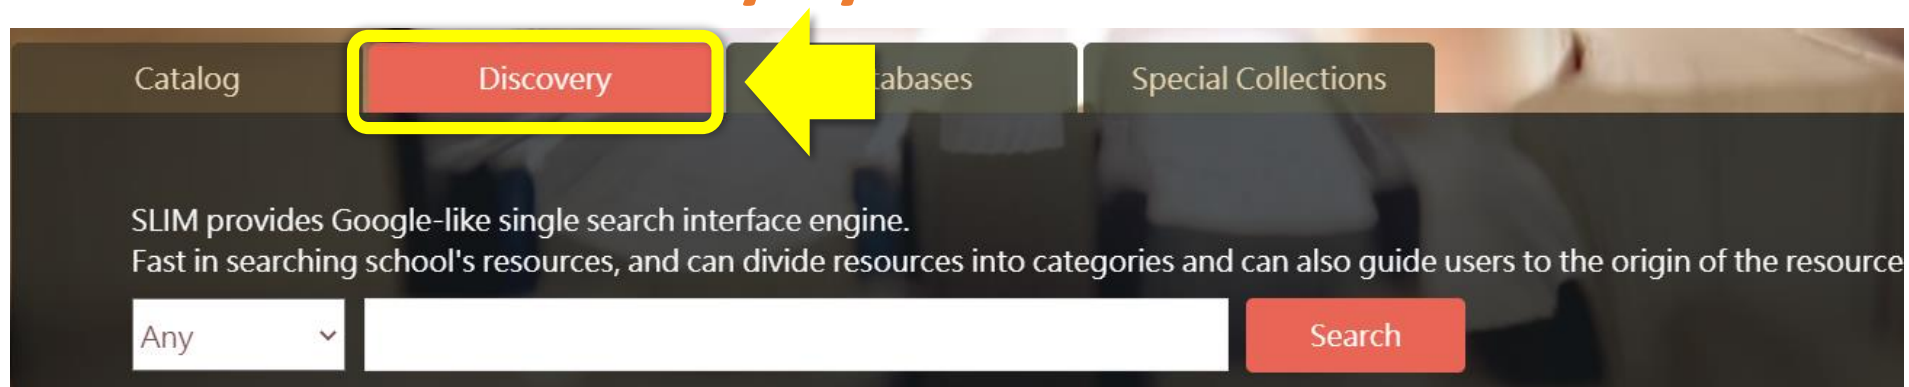 Catalog
Discovery
Special Collections
SLIM provides Google-like single search interface engine.
Fast in searching school's resources, and can divide resources into categories and can also guide users to the origin of the resource
Any
Search